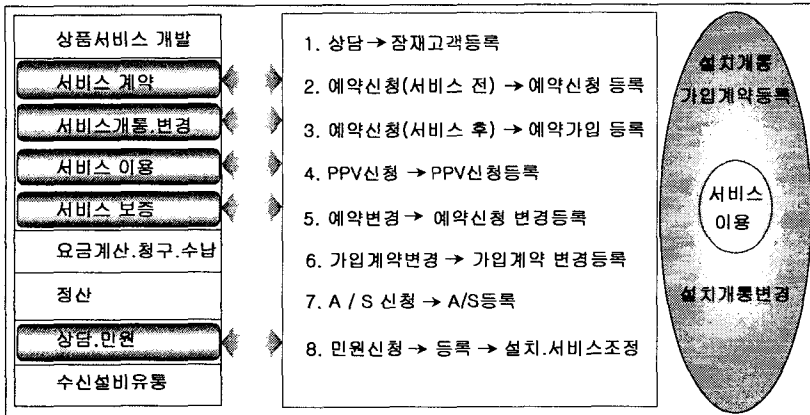 상품서비스 개발
서비스 계약
서비스개통.변경
서비스 이용
서비스 보증
요금계산.청구.수납
정산
상담.민원
수신설비유통
1. 상담 → 잠재고객등록
2. 예약신청(서비스 전) → 예약신청 등록
3. 예약신청(서비스 후) → 예약가입 등록
4. PPV신청 → PPV신청등록
5. 예약변경 → 예약신청 변경등록
6. 가입계약변경 → 가입계약 변경등록
7. A / S 신청 → A/S등록
8. 민원신청 → 등록 → 설치.서비스조정
설치개통
가입계약등록
서비스
이용
설치개통변경